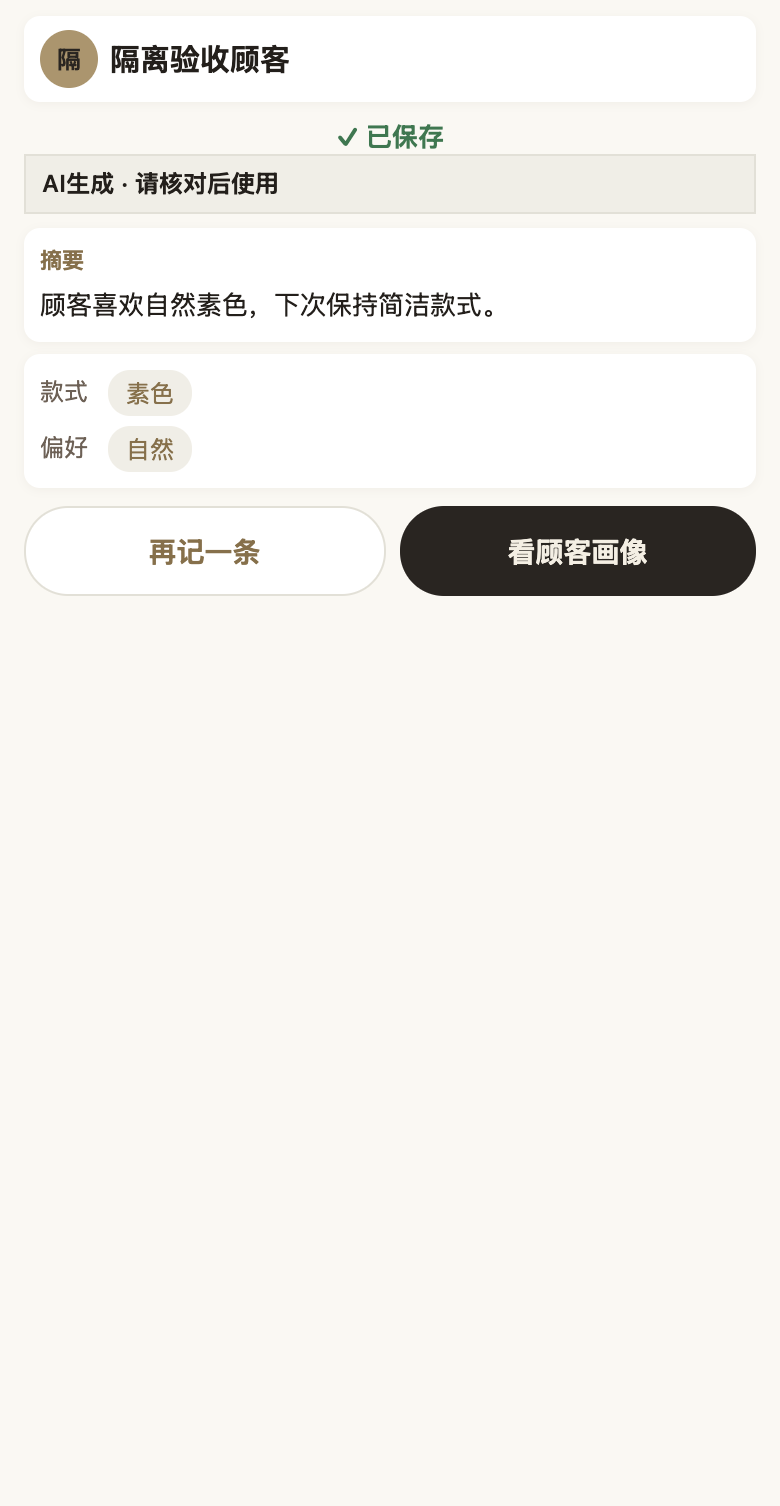 隔 隔离验收顾客
✓ 已保存
AI生成 · 请核对后使用
摘要
顾客喜欢自然素色，下次保持简洁款式。
款式 素色
偏好 自然
再记一条 看顾客画像